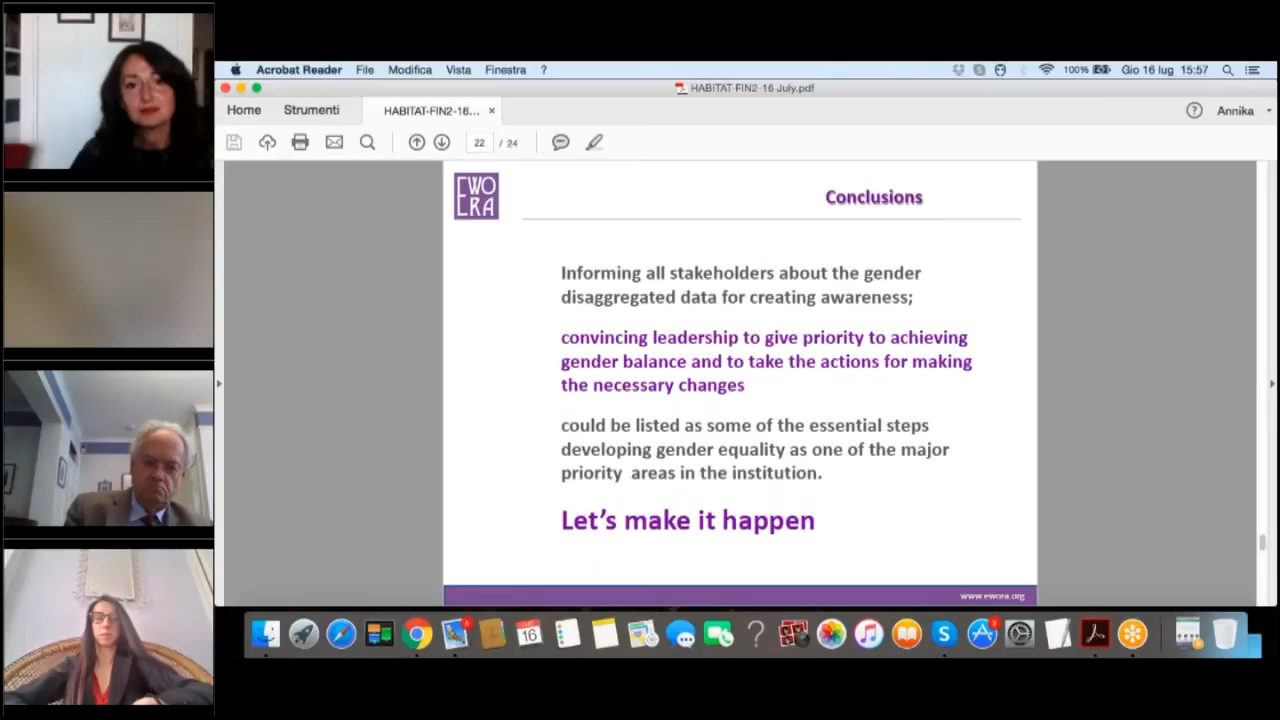 Acrobat Reader File Modifica Vista Finestra ? 100% Gio 16 lug 15:57
HABITAT-FIN2-16 July.pdf
Home Strumenti HABITAT-FIN2-16... × ? Annika
22 / 24
EWO
ERA
Conclusions
Informing all stakeholders about the gender
disaggregated data for creating awareness;
convincing leadership to give priority to achieving
gender balance and to take the actions for making
the necessary changes
could be listed as some of the essential steps
developing gender equality as one of the major
priority areas in the institution.
Let's make it happen
www.ewora.org
16